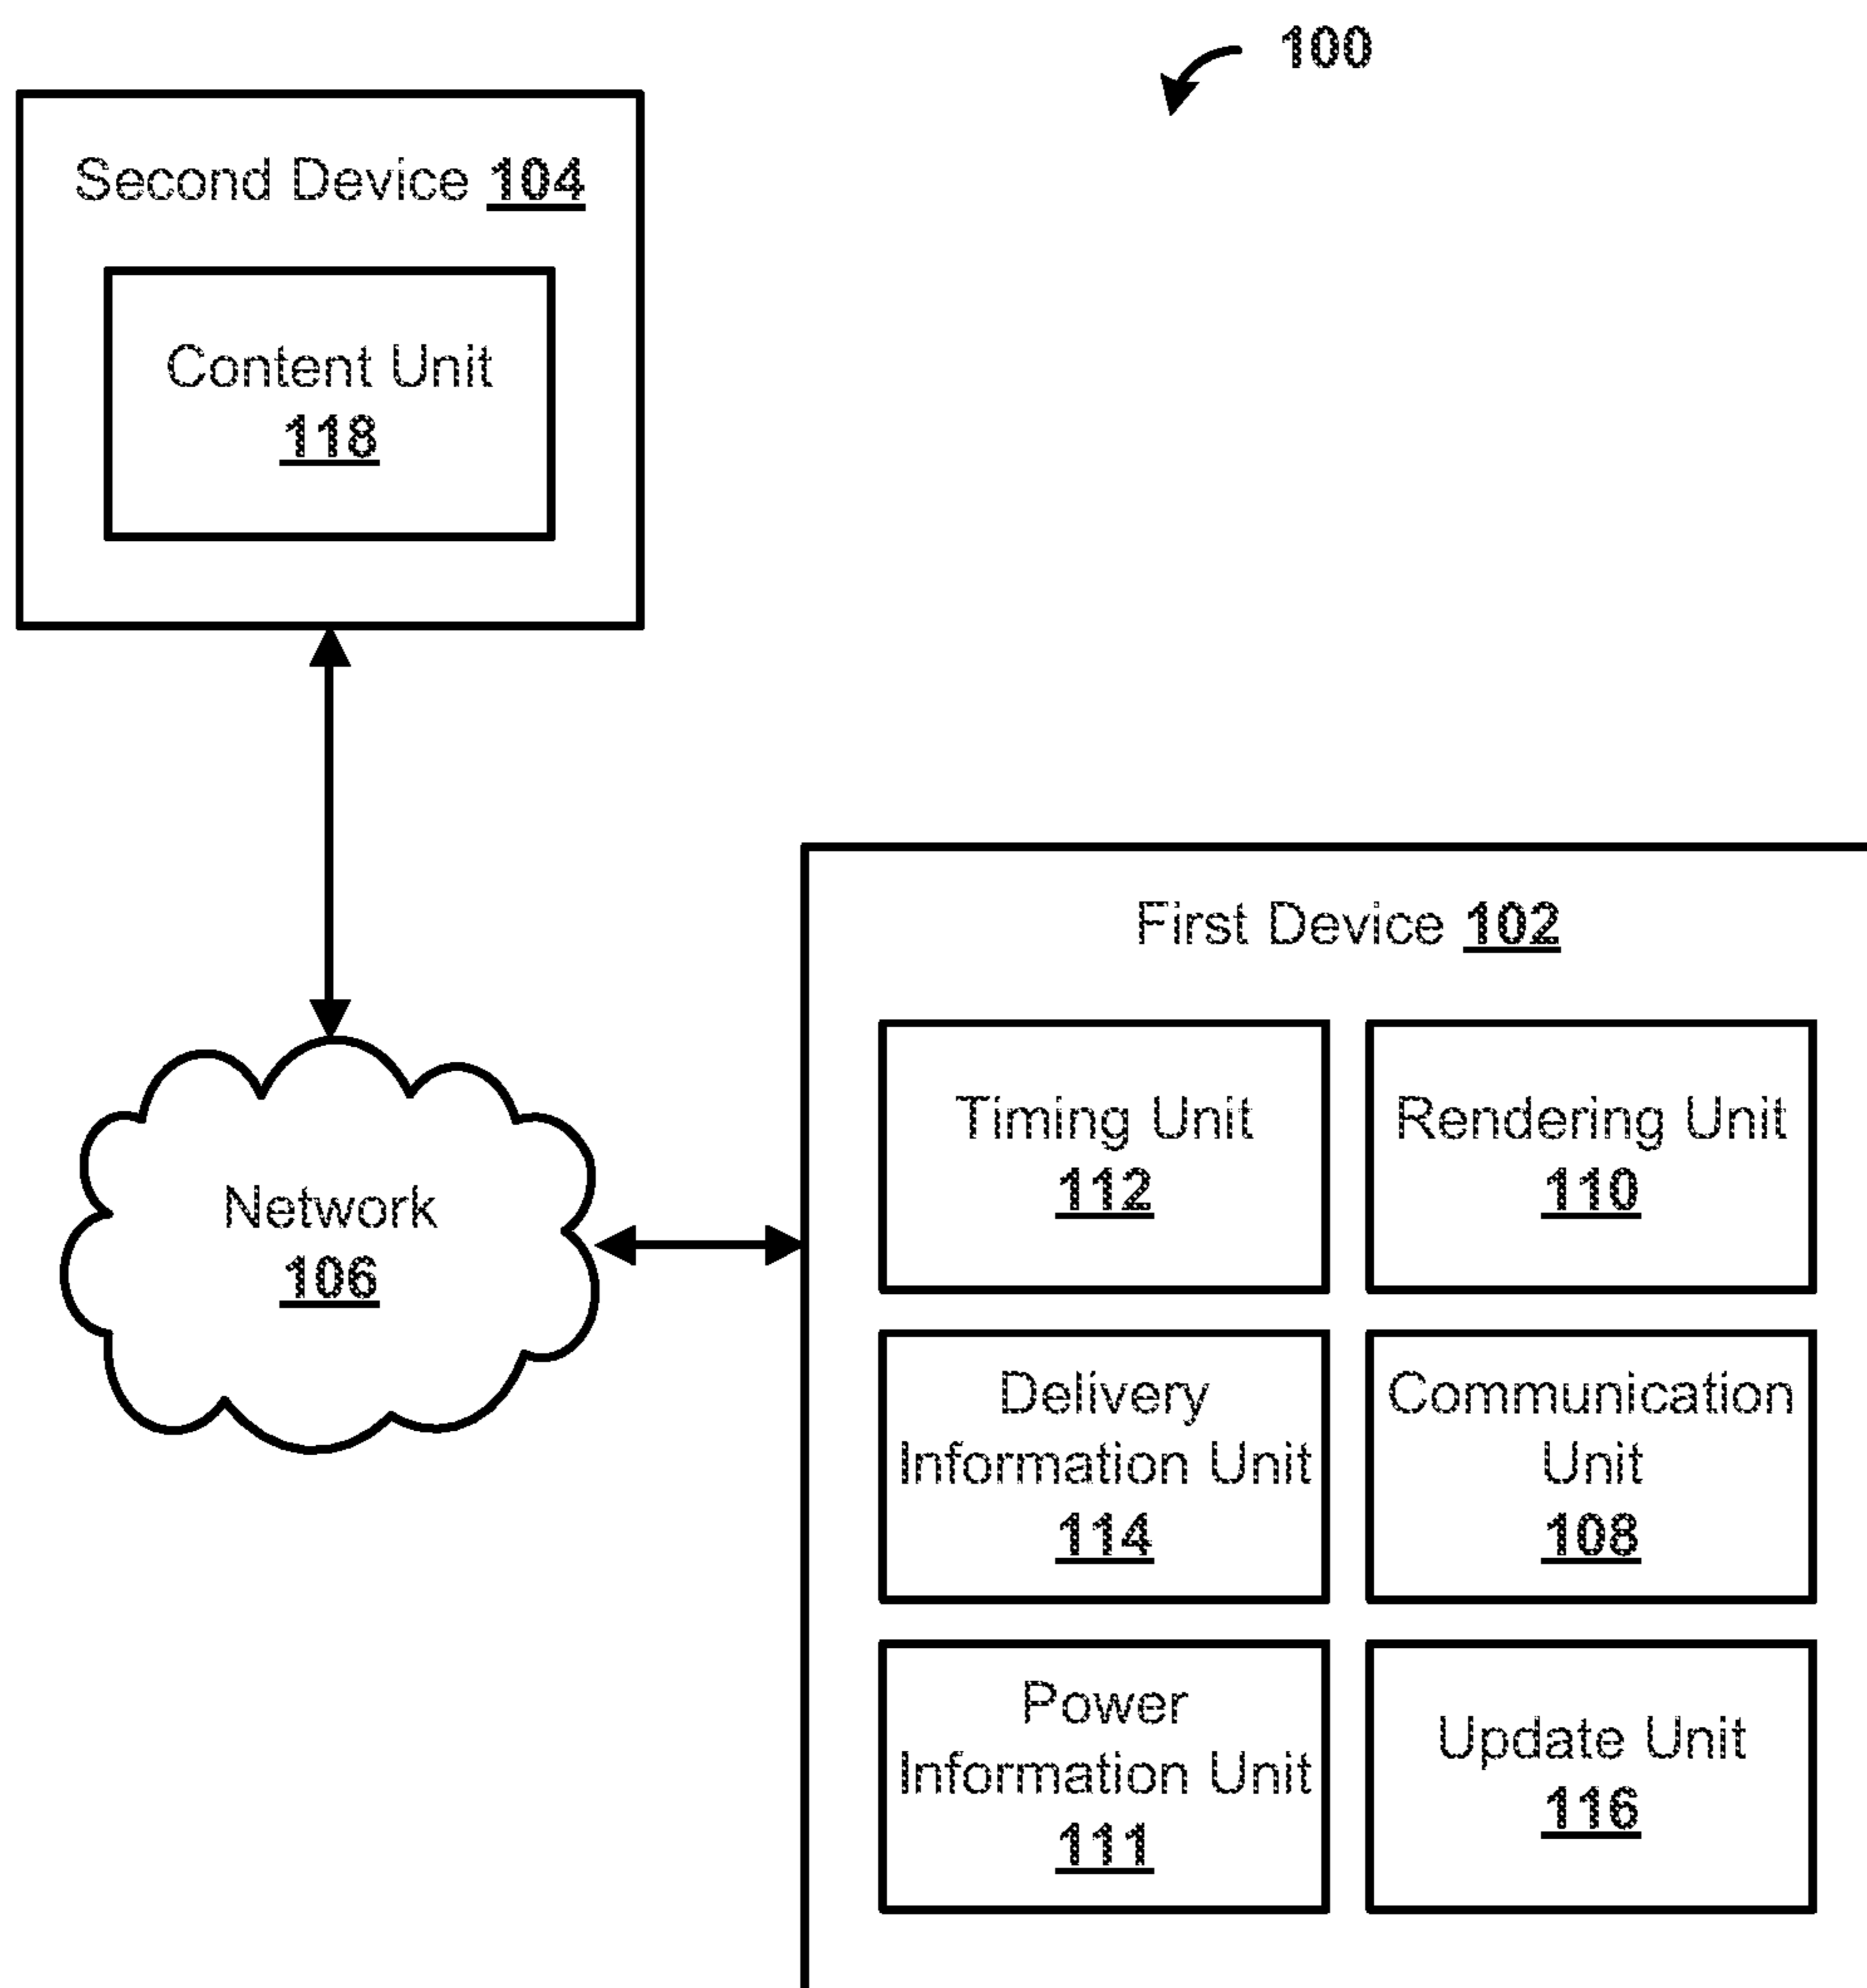 100
Second Device 104
Content Unit
118
First Device 102
Timing Unit
112
Rendering Unit
110
Network
106
Delivery
Information Unit
114
Communication
Unit
108
Power
Information Unit
111
Update Unit
116